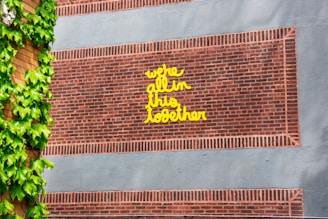 we're
all in
this
together